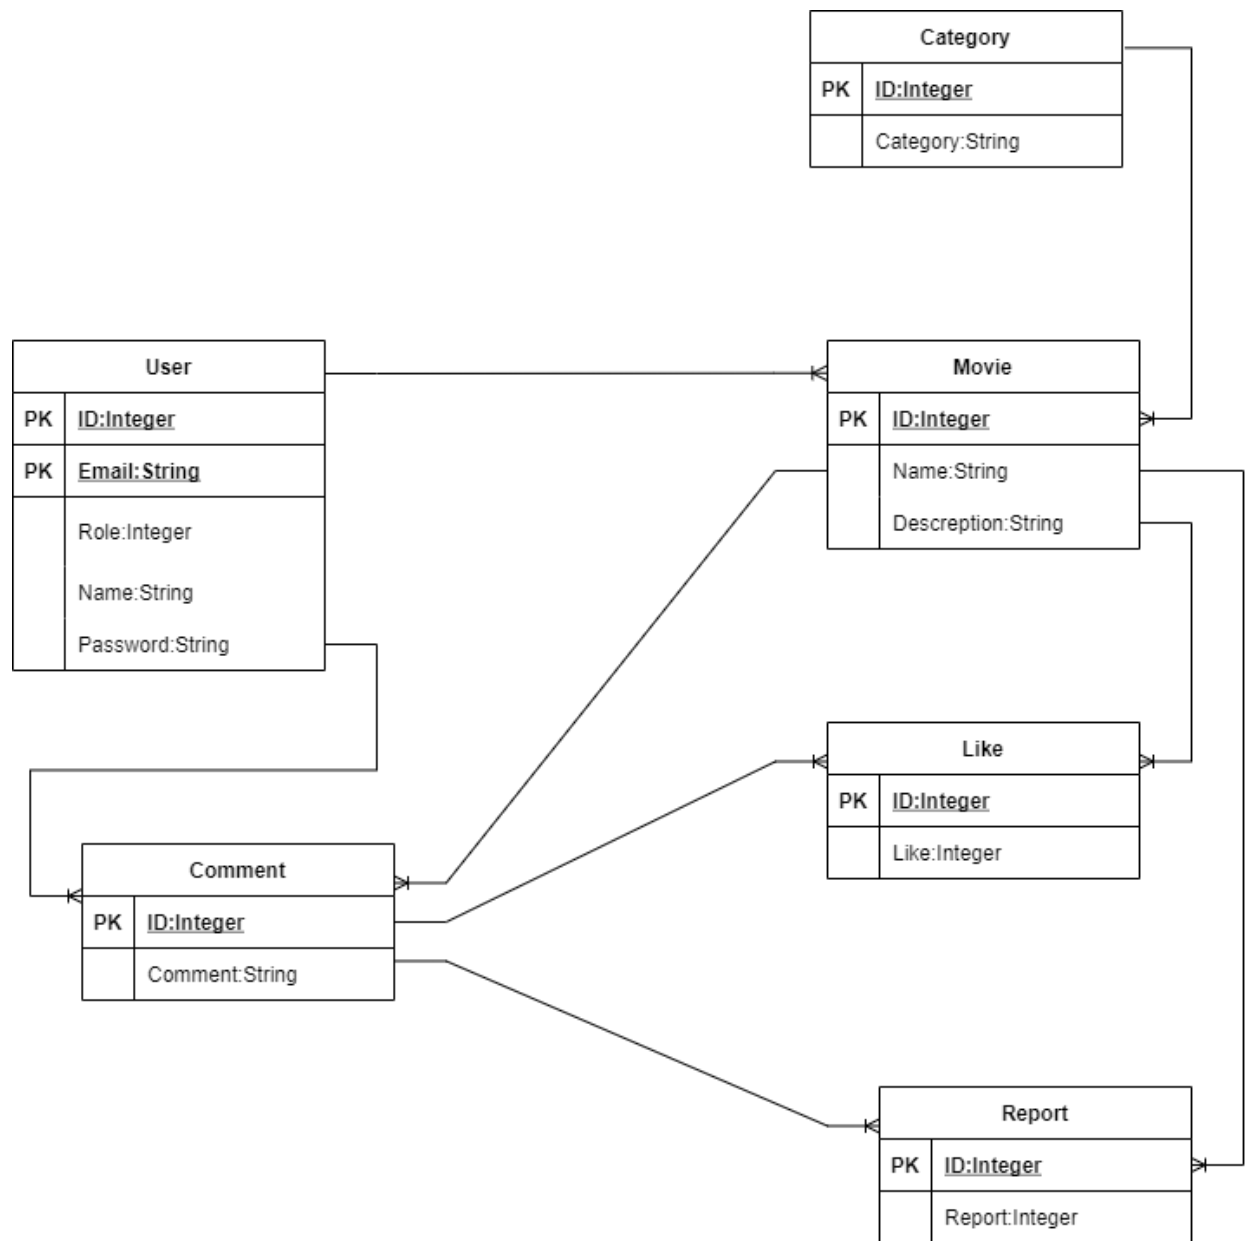 Category
PK ID:Integer
Category:String
User
PK ID:Integer
PK Email:String
Role:Integer
Name:String
Password:String
Movie
PK ID:Integer
Name:String
Descreption:String
Like
PK ID:Integer
Like:Integer
Comment
PK ID:Integer
Comment:String
Report
PK ID:Integer
Report:Integer